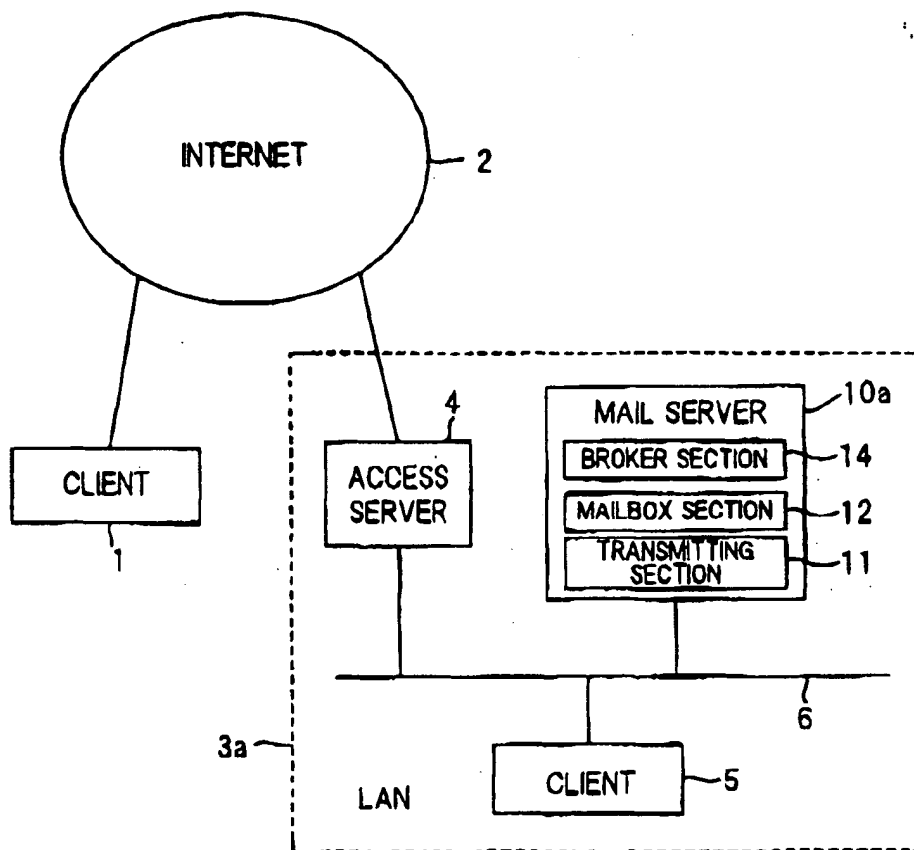 INTERNET
2
CLIENT
1
4
ACCESS
SERVER
10a
MAIL SERVER
BROKER SECTION
14
MAILBOX SECTION
12
TRANSMITTING
SECTION
11
6
3a
CLIENT
5
LAN